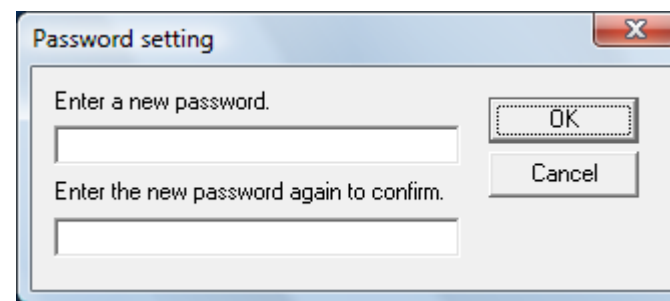 Password setting
Enter a new password.
OK
Cancel
Enter the new password again to confirm.